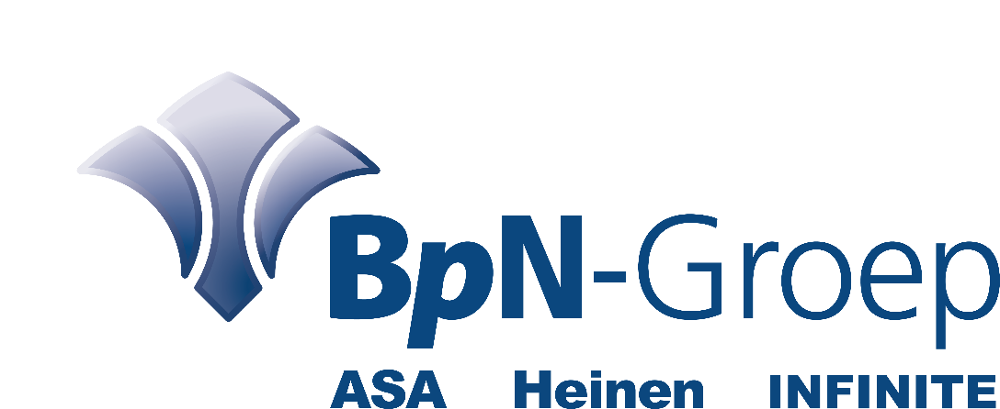 BpN-Groep
ASA Heinen INFINITE